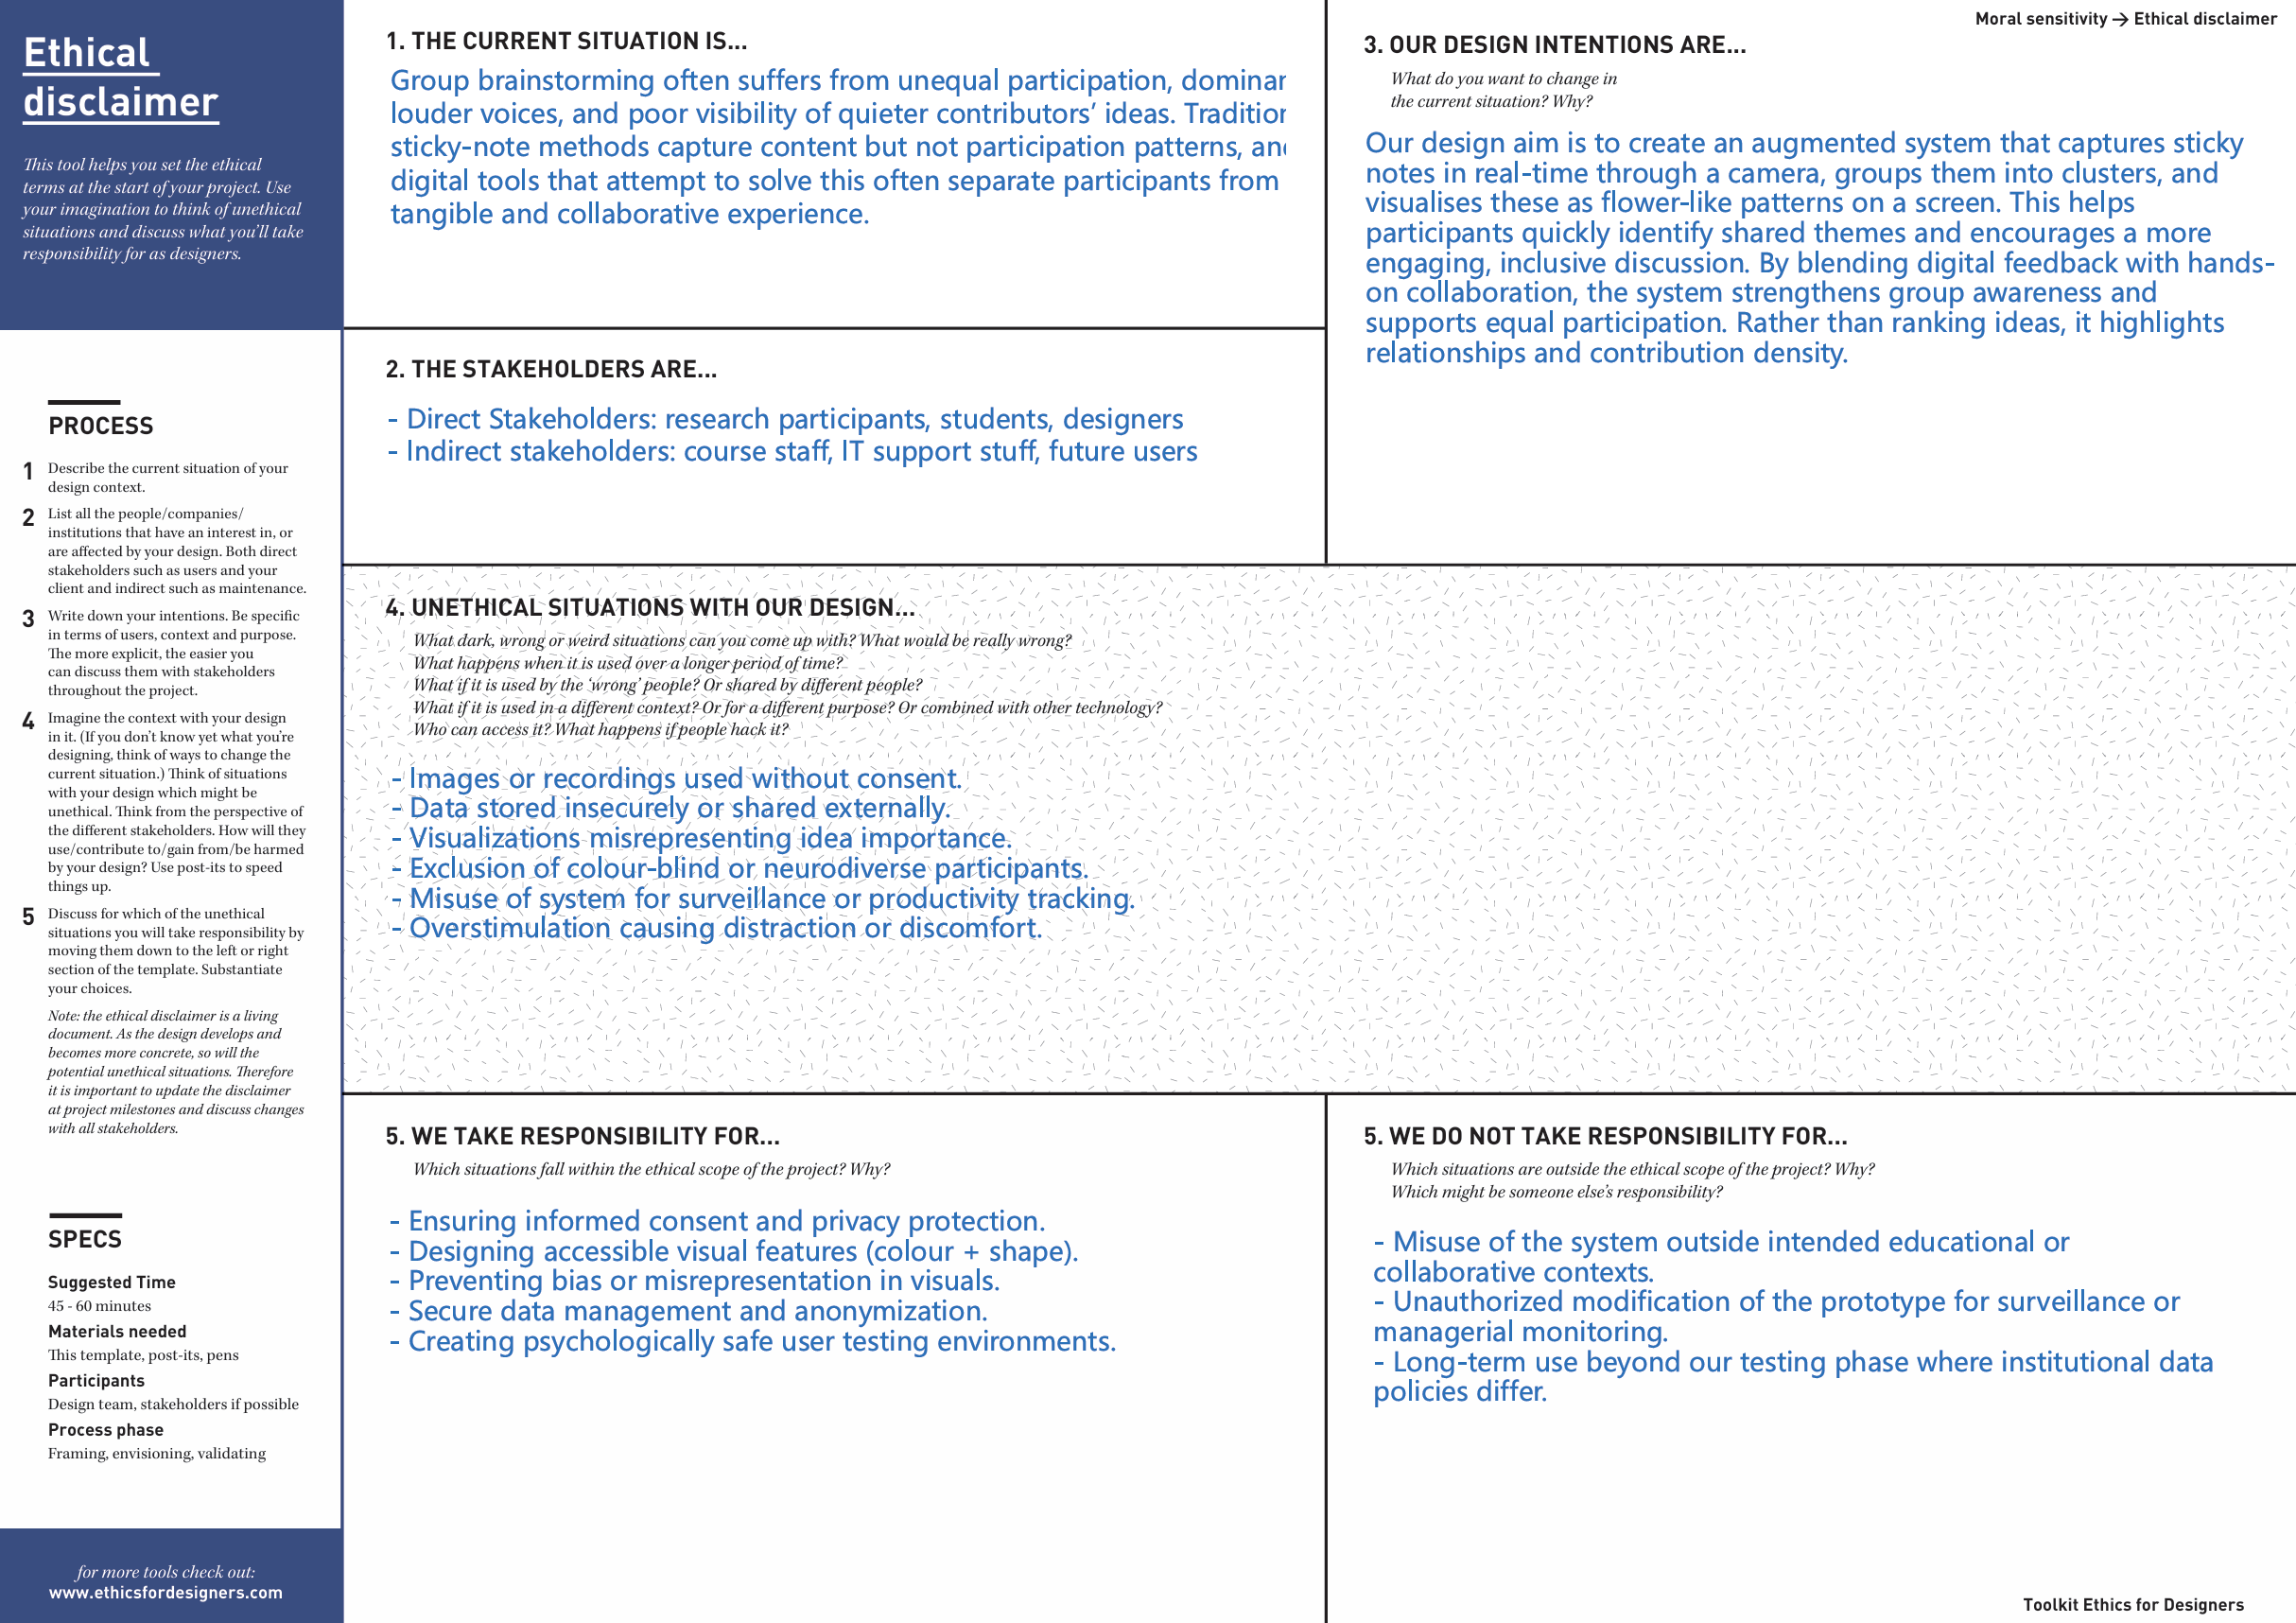 Ethical
disclaimer
This tool helps you set the ethical
terms at the start of your project. Use
your imagination to think of unethical
situations and discuss what you'll take
responsibility for as designers.
PROCESS
1 Describe the current situation of your
design context.
2 List all the people/companies/
institutions that have an interest in, or
are affected by your design. Both direct
stakeholders such as users and your
client and indirect such as maintenance.
3 Write down your intentions. Be specific
in terms of users, context and purpose.
The more explicit, the easier you
can discuss them with stakeholders
throughout the project.
4 Imagine the context with your design
in it. (If you don't know yet what you're
designing, think of ways to change the
current situation.) Think of situations
with your design which might be
unethical. Think from the perspective of
the different stakeholders. How will they
use/contribute to/gain from/be harmed
by your design? Use post-its to speed
things up.
5 Discuss for which of the unethical
situations you will take responsibility by
moving them down to the left or right
section of the template. Substantiate
your choices.
Note: the ethical disclaimer is a living
document. As the design develops and
becomes more concrete, so will the
potential unethical situations. Therefore
it is important to update the disclaimer
at project milestones and discuss changes
with all stakeholders.
SPECS
Suggested Time
45 - 60 minutes
Materials needed
This template, post-its, pens
Participants
Design team, stakeholders if possible
Process phase
Framing, envisioning, validating
for more tools check out:
www.ethicsfordesigners.com
1. THE CURRENT SITUATION IS...
Group brainstorming often suffers from unequal participation,
louder voices, and poor visibility of quieter contributors' ideas.
sticky-note methods capture content but not participation patterns,
digital tools that attempt to solve this often separate participants from
tangible and collaborative experience.
2. THE STAKEHOLDERS ARE...
- Direct Stakeholders: research participants, students, designers
- Indirect stakeholders: course staff, IT support stuff, future users
Moral sensitivity → Ethical disclaimer
3. OUR DESIGN INTENTIONS ARE...
What do you want to change in
the current situation? Why?
Our design aim is to create an augmented system that captures sticky
notes in real-time through a camera, groups them into clusters, and
visualises these as flower-like patterns on a screen. This helps
participants quickly identify shared themes and encourages a more
engaging, inclusive discussion. By blending digital feedback with hands-
on collaboration, the system strengthens group awareness and
supports equal participation. Rather than ranking ideas, it highlights
relationships and contribution density.
4. UNETHICAL SITUATIONS WITH OUR DESIGN...
What dark, wrong or weird situations can you come up with? What would be really wrong?
What happens when it is used over a longer period of time?
What if it is used by the 'wrong' people? Or shared by different people?
What if it is used in a different context? Or for a different purpose? Or combined with other technology?
Who can access it? What happens if people hack it?
- Images or recordings used without consent.
- Data stored insecurely or shared externally.
- Visualizations misrepresenting idea importance.
- Exclusion of colour-blind or neurodiverse participants.
- Misuse of system for surveillance or productivity tracking.
- Overstimulation causing distraction or discomfort.
5. WE TAKE RESPONSIBILITY FOR...
Which situations fall within the ethical scope of the project? Why?
- Ensuring informed consent and privacy protection.
- Designing accessible visual features (colour + shape).
- Preventing bias or misrepresentation in visuals.
- Secure data management and anonymization.
- Creating psychologically safe user testing environments.
5. WE DO NOT TAKE RESPONSIBILITY FOR...
Which situations are outside the ethical scope of the project? Why?
Which might be someone else's responsibility?
- Misuse of the system outside intended educational or
collaborative contexts.
- Unauthorized modification of the prototype for surveillance or
managerial monitoring.
- Long-term use beyond our testing phase where institutional data
policies differ.
Toolkit Ethics for Designers